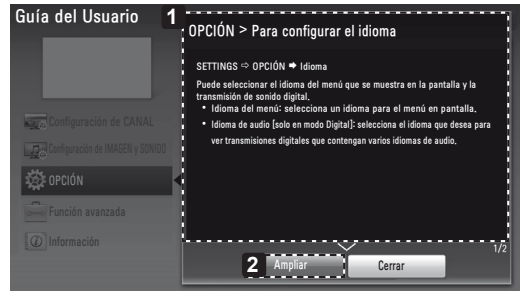 Guía del Usuario
1
OPCIÓN > Para configurar el idioma
SETTINGS ⇨ OPCIÓN ➡ Idioma
Puede seleccionar el idioma del menú que se muestra en la pantalla y la
transmisión de sonido digital.
• Idioma del menú: selecciona un idioma para el menú en pantalla.
• Idioma de audio [solo en modo Digital]: selecciona el idioma que desea para
ver transmisiones digitales que contengan varios idiomas de audio.
Configuración de CANAL
Configuración de IMAGEN y SONIDO
OPCIÓN
Función avanzada
Información
1/2
2
Ampliar
Cerrar